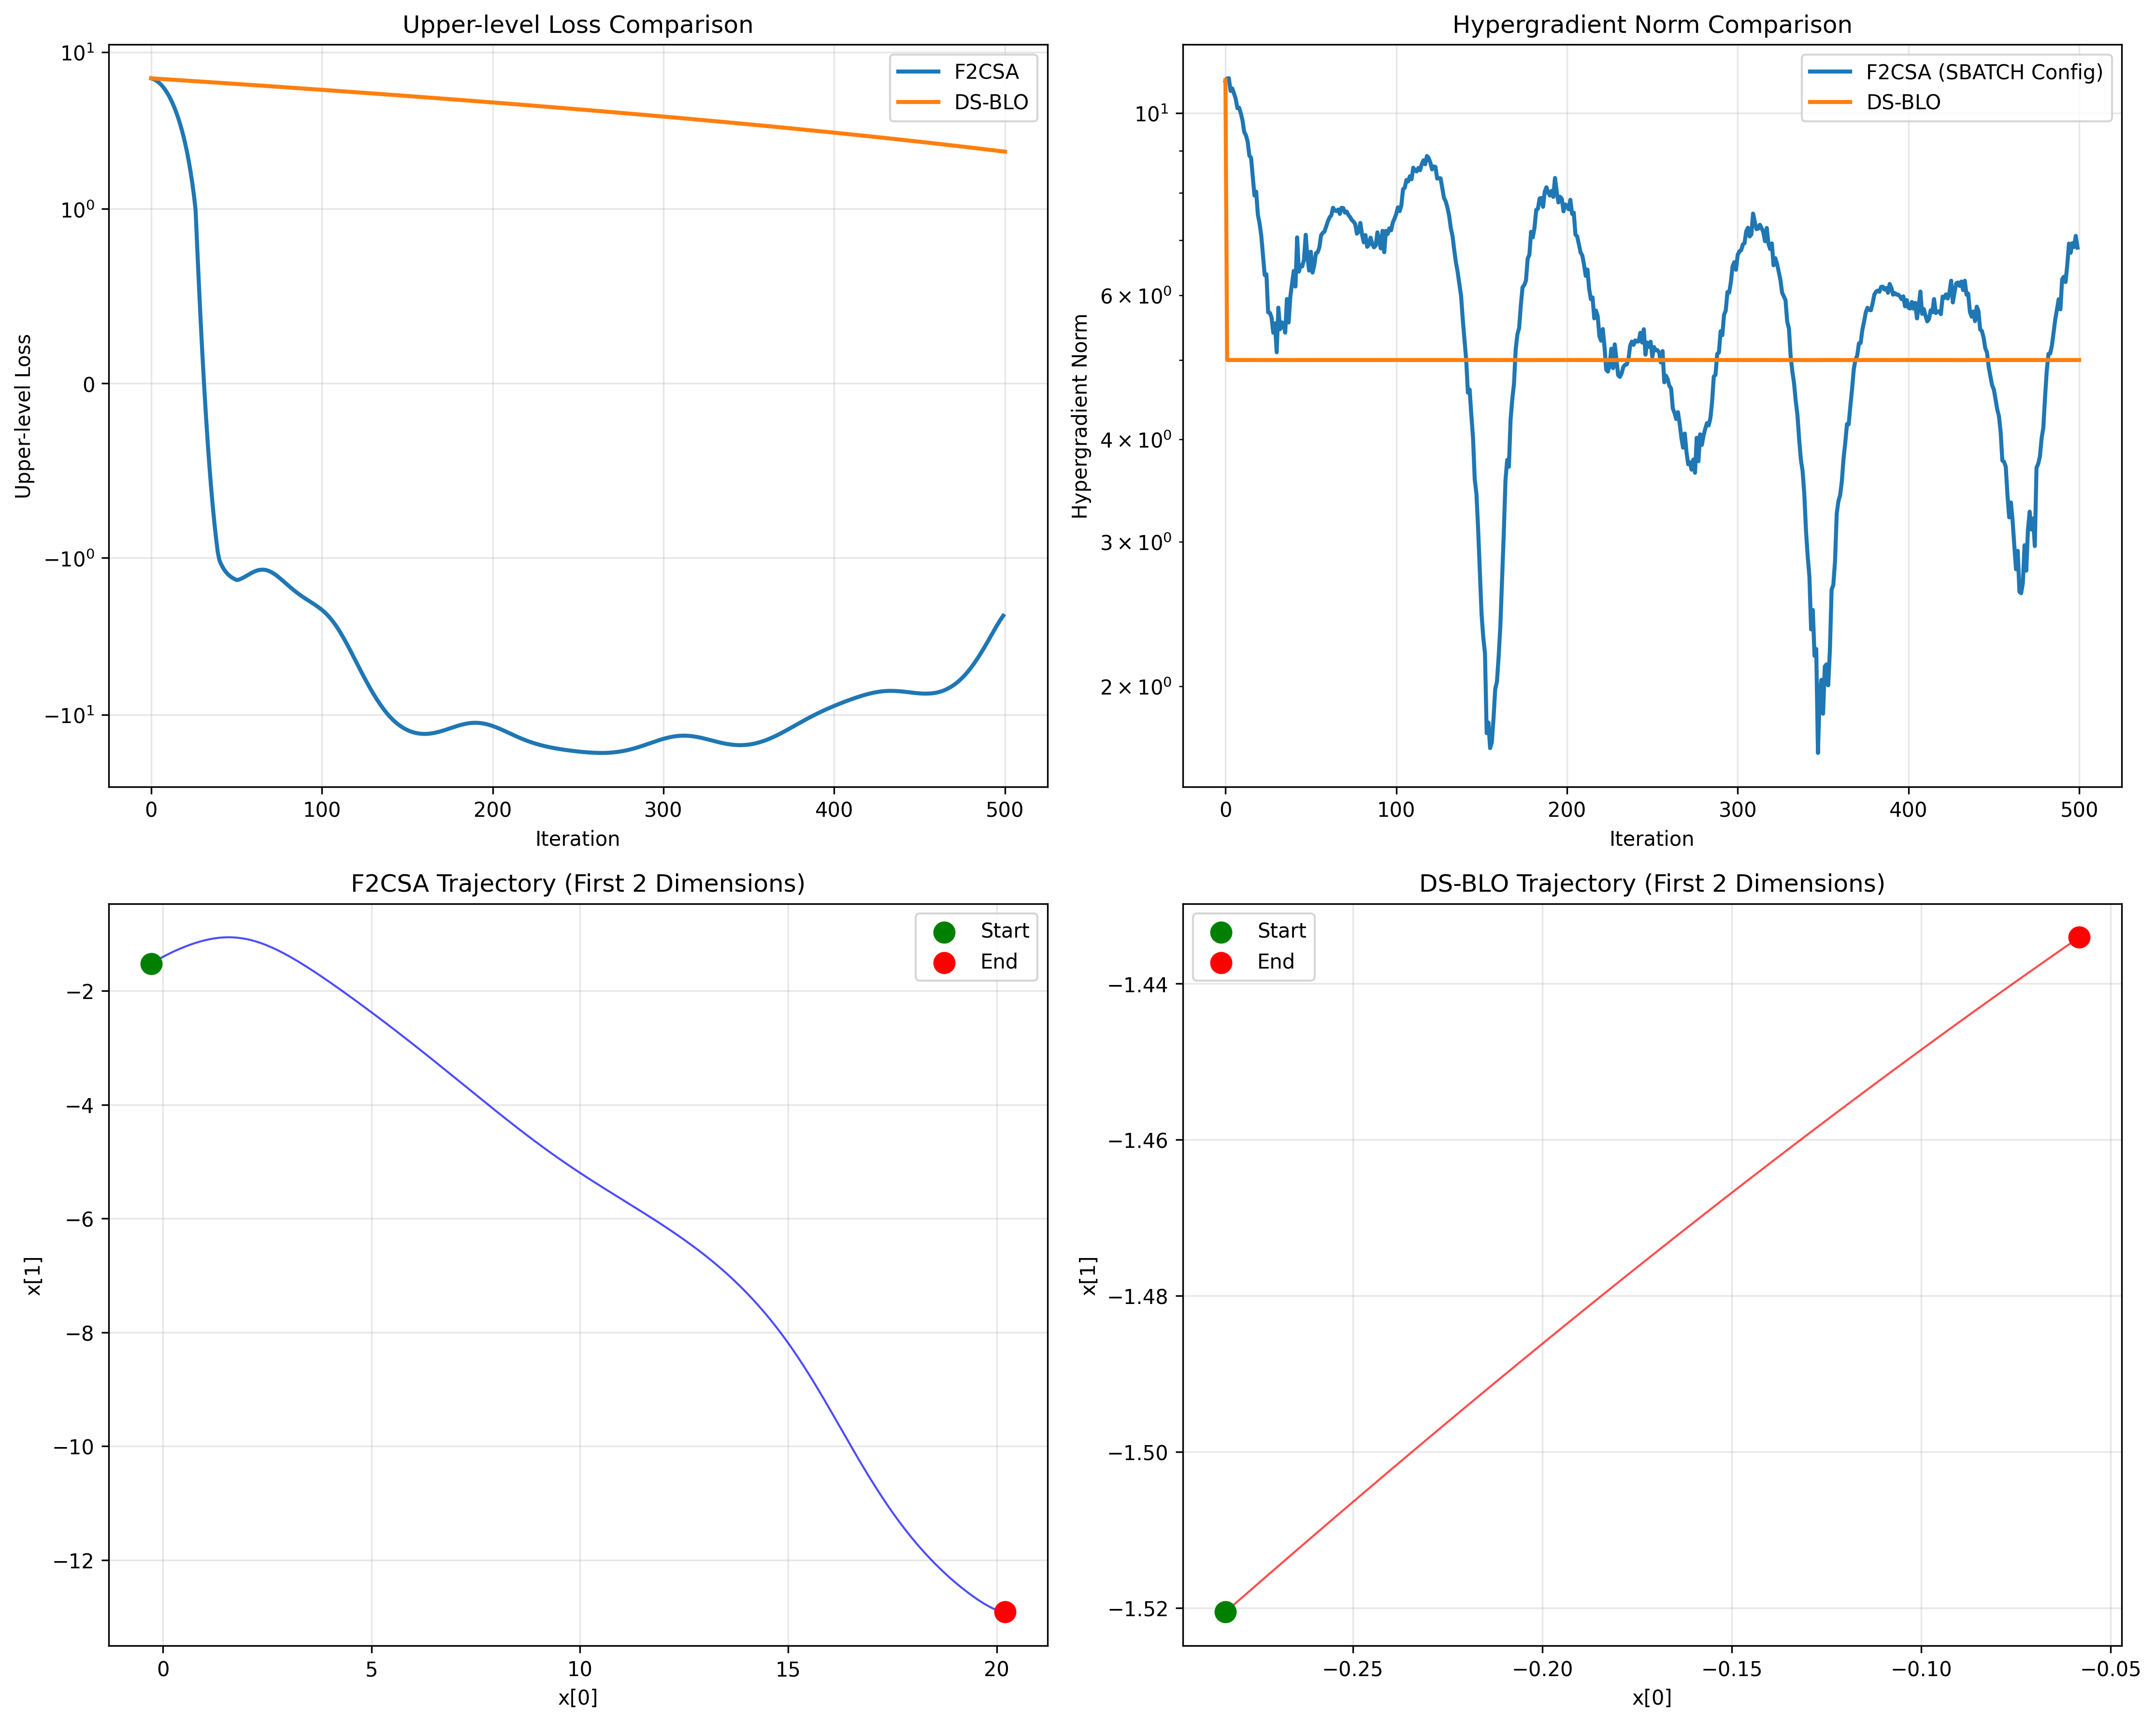 Upper-level Loss Comparison
10¹
10⁰
0
−10⁰
−10¹
Upper-level Loss
F2CSA
DS-BLO
0 100 200 300 400 500
Iteration
Hypergradient Norm Comparison
10¹
6 × 10⁰
4 × 10⁰
3 × 10⁰
2 × 10⁰
Hypergradient Norm
F2CSA (SBATCH Config)
DS-BLO
0 100 200 300 400 500
Iteration
F2CSA Trajectory (First 2 Dimensions)
Start
End
−2
−4
−6
−8
−10
−12
x[1]
0 5 10 15 20
x[0]
DS-BLO Trajectory (First 2 Dimensions)
Start
End
−1.44
−1.46
−1.48
−1.50
−1.52
x[1]
−0.25 −0.20 −0.15 −0.10 −0.05
x[0]